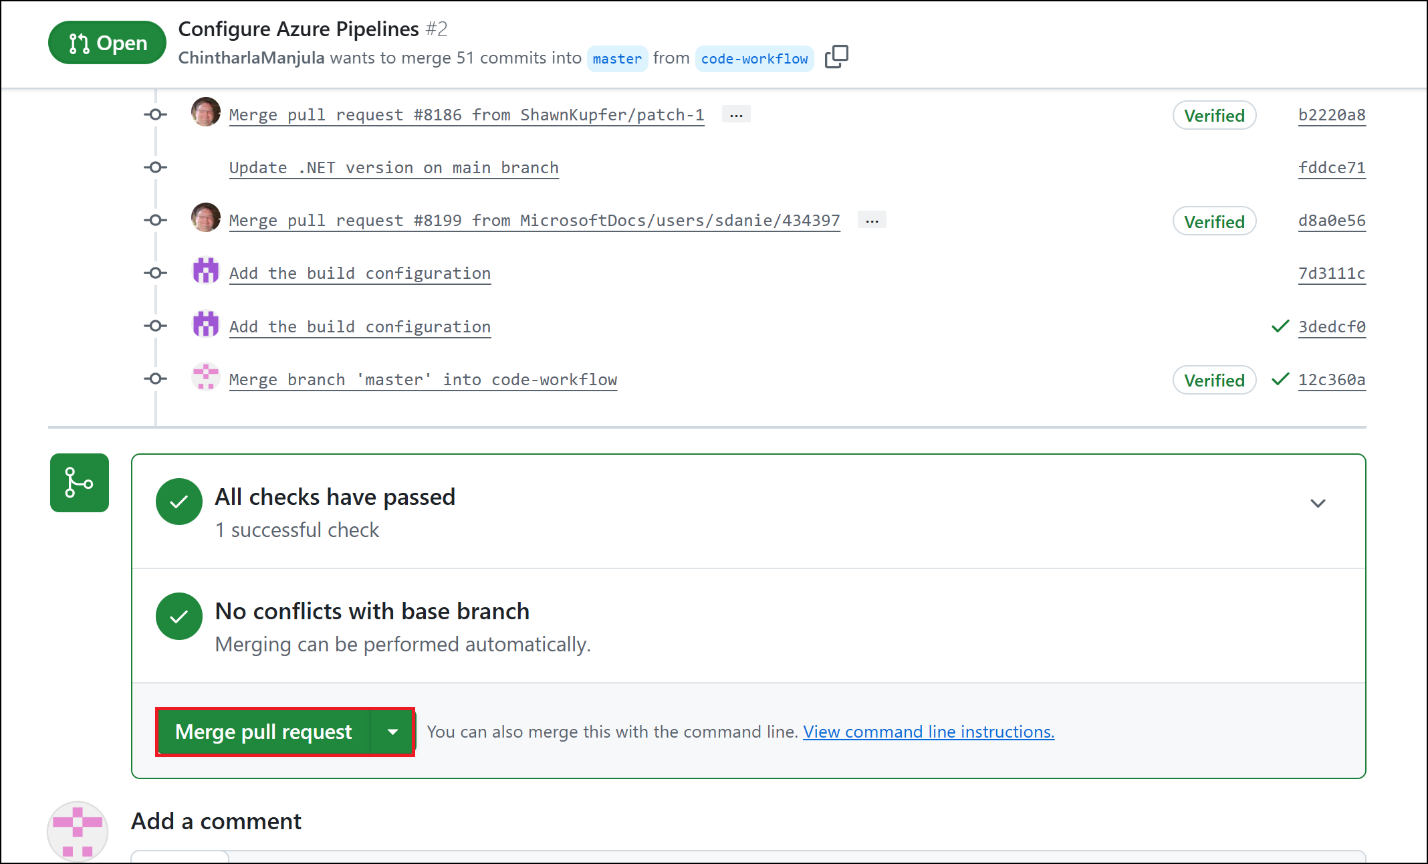 Open
Configure Azure Pipelines #2
ChintharlaManjula wants to merge 51 commits into master from code-workflow
Merge pull request #8186 from ShawnKupfer/patch-1 ... Verified b2220a8
Update .NET version on main branch fddce71
Merge pull request #8199 from MicrosoftDocs/users/sdanie/434397 ... Verified d8a0e56
Add the build configuration 7d3111c
Add the build configuration 3dedcf0
Merge branch 'master' into code-workflow Verified 12c360a
All checks have passed
1 successful check
No conflicts with base branch
Merging can be performed automatically.
Merge pull request You can also merge this with the command line. View command line instructions.
Add a comment